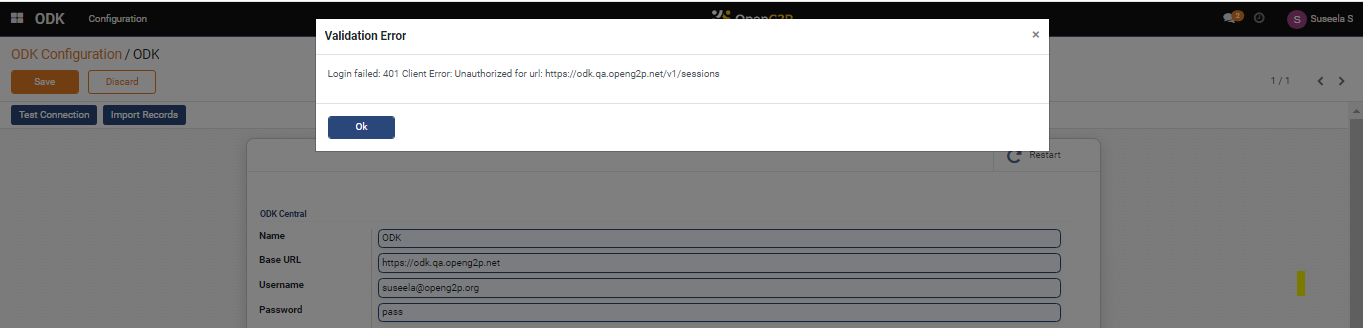 ODK Configuration OpenG2P 2 Suseela S
Validation Error ×
ODK Configuration / ODK
Login failed: 401 Client Error: Unauthorized for url: https://odk.qa.openg2p.net/v1/sessions
Save Discard 1 / 1
Test Connection Import Records
Ok
Restart
ODK Central
Name ODK
Base URL https://odk.qa.openg2p.net
Username suseela@openg2p.org
Password pass